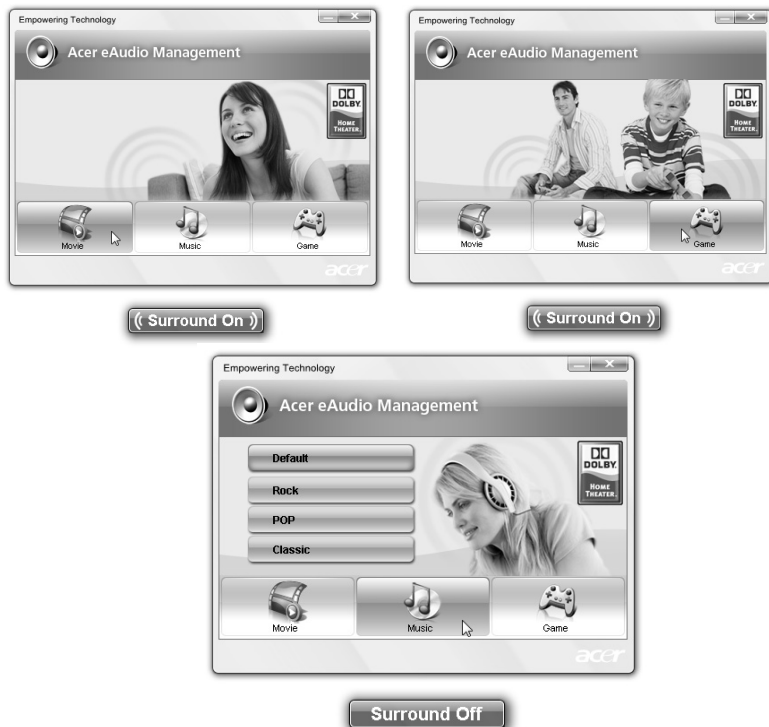 Empowering Technology
Acer eAudio Management
DOLBY
HOME
THEATER
Movie
Music
Game
acer
(( Surround On ))
Empowering Technology
Acer eAudio Management
DOLBY
HOME
THEATER
Movie
Music
Game
acer
(( Surround On ))
Empowering Technology
Acer eAudio Management
DOLBY
HOME
THEATER
Default
Rock
POP
Classic
Movie
Music
Game
acer
Surround Off